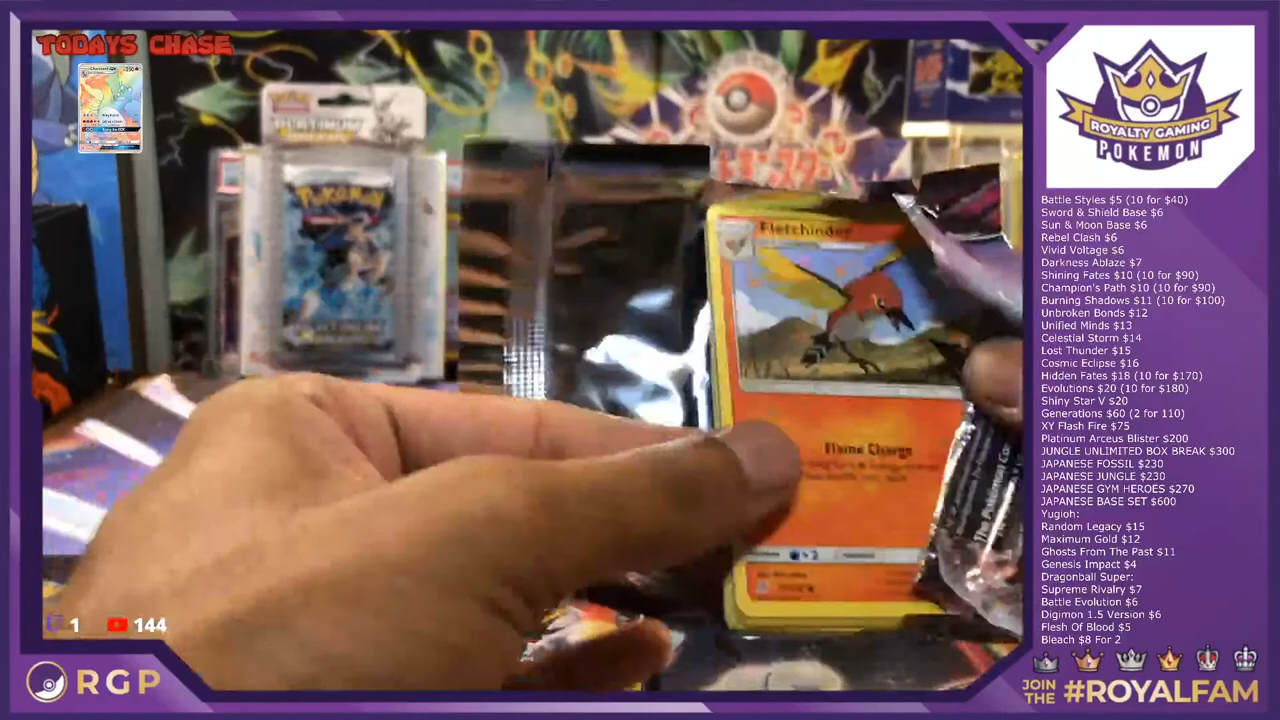 TODAYS CHASE
POKéMON
Fletchinder
Flame Charge
The Pokémon Co
1
144
RGP
ROYALTY GAMING
POKEMON
Battle Styles $5 (10 for $40)
Sword & Shield Base $6
Sun & Moon Base $6
Rebel Clash $6
Vivid Voltage $6
Darkness Ablaze $7
Shining Fates $10 (10 for $90)
Champion's Path $10 (10 for $90)
Burning Shadows $11 (10 for $100)
Unbroken Bonds $12
Unified Minds $13
Celestial Storm $14
Lost Thunder $15
Cosmic Eclipse $16
Hidden Fates $18 (10 for $170)
Evolutions $20 (10 for $180)
Shiny Star V $20
Generations $60 (2 for 110)
XY Flash Fire $75
Platinum Arceus Blister $200
JUNGLE UNLIMITED BOX BREAK $300
JAPANESE FOSSIL $230
JAPANESE JUNGLE $230
JAPANESE GYM HEROES $270
JAPANESE BASE SET $600
Yugioh:
Random Legacy $15
Maximum Gold $12
Ghosts From The Past $11
Genesis Impact $4
Dragonball Super:
Supreme Rivalry $7
Battle Evolution $6
Digimon 1.5 Version $6
Flesh Of Blood $5
Bleach $8 For 2
JOIN
THE #ROYALFAM